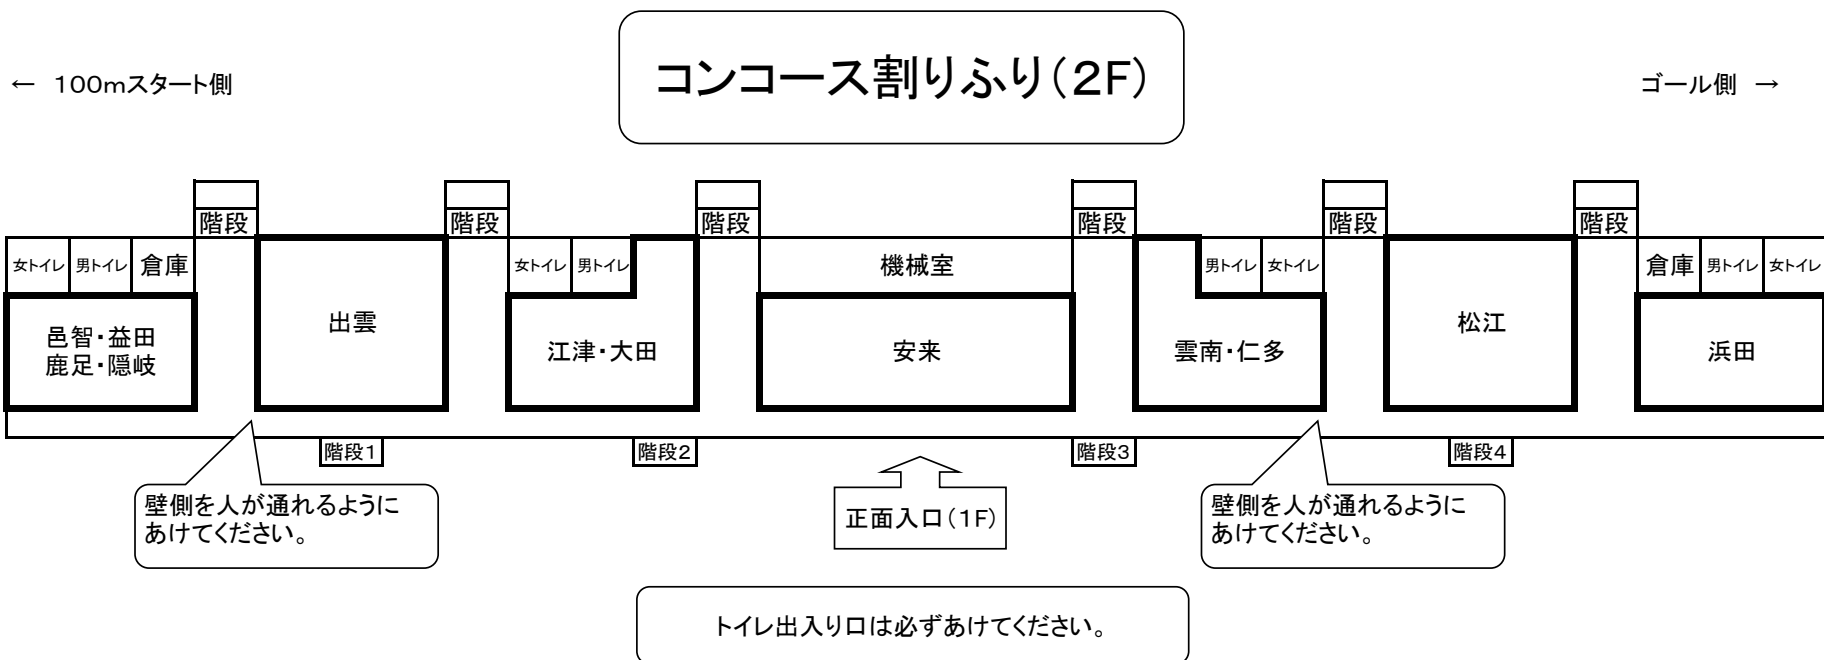 コンコース割りふり(2F)
← 100mスタート側
ゴール側 →
階段
階段
階段
階段
階段
階段
女トイレ
男トイレ
倉庫
女トイレ
男トイレ
機械室
男トイレ
女トイレ
倉庫
男トイレ
女トイレ
邑智・益田
鹿足・隠岐
出雲
江津・大田
安来
雲南・仁多
松江
浜田
階段1
階段2
階段3
階段4
壁側を人が通れるように
あけてください。
正面入口(1F)
壁側を人が通れるように
あけてください。
トイレ出入り口は必ずあけてください。